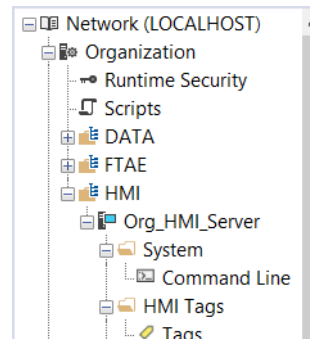 Network (LOCALHOST)
Organization
Runtime Security
Scripts
DATA
FTAE
HMI
Org_HMI_Server
System
Command Line
HMI Tags
Tags